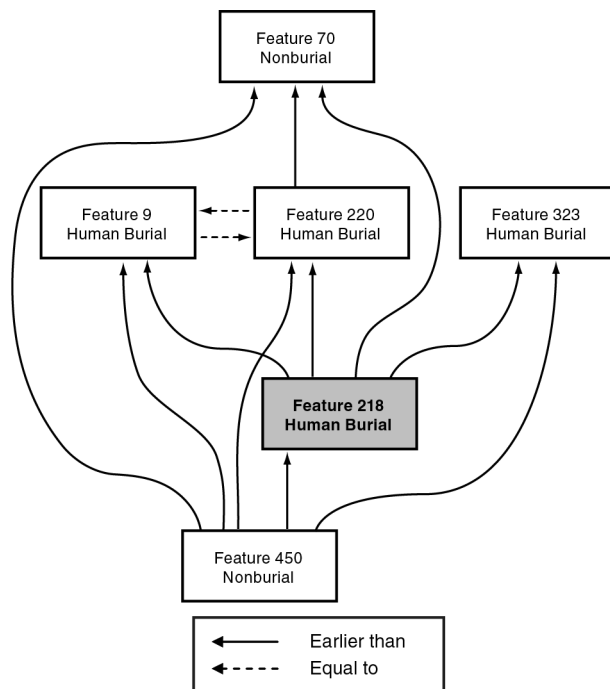 Feature 70
Nonburial
Feature 9
Human Burial
Feature 220
Human Burial
Feature 323
Human Burial
Feature 218
Human Burial
Feature 450
Nonburial
Earlier than
Equal to